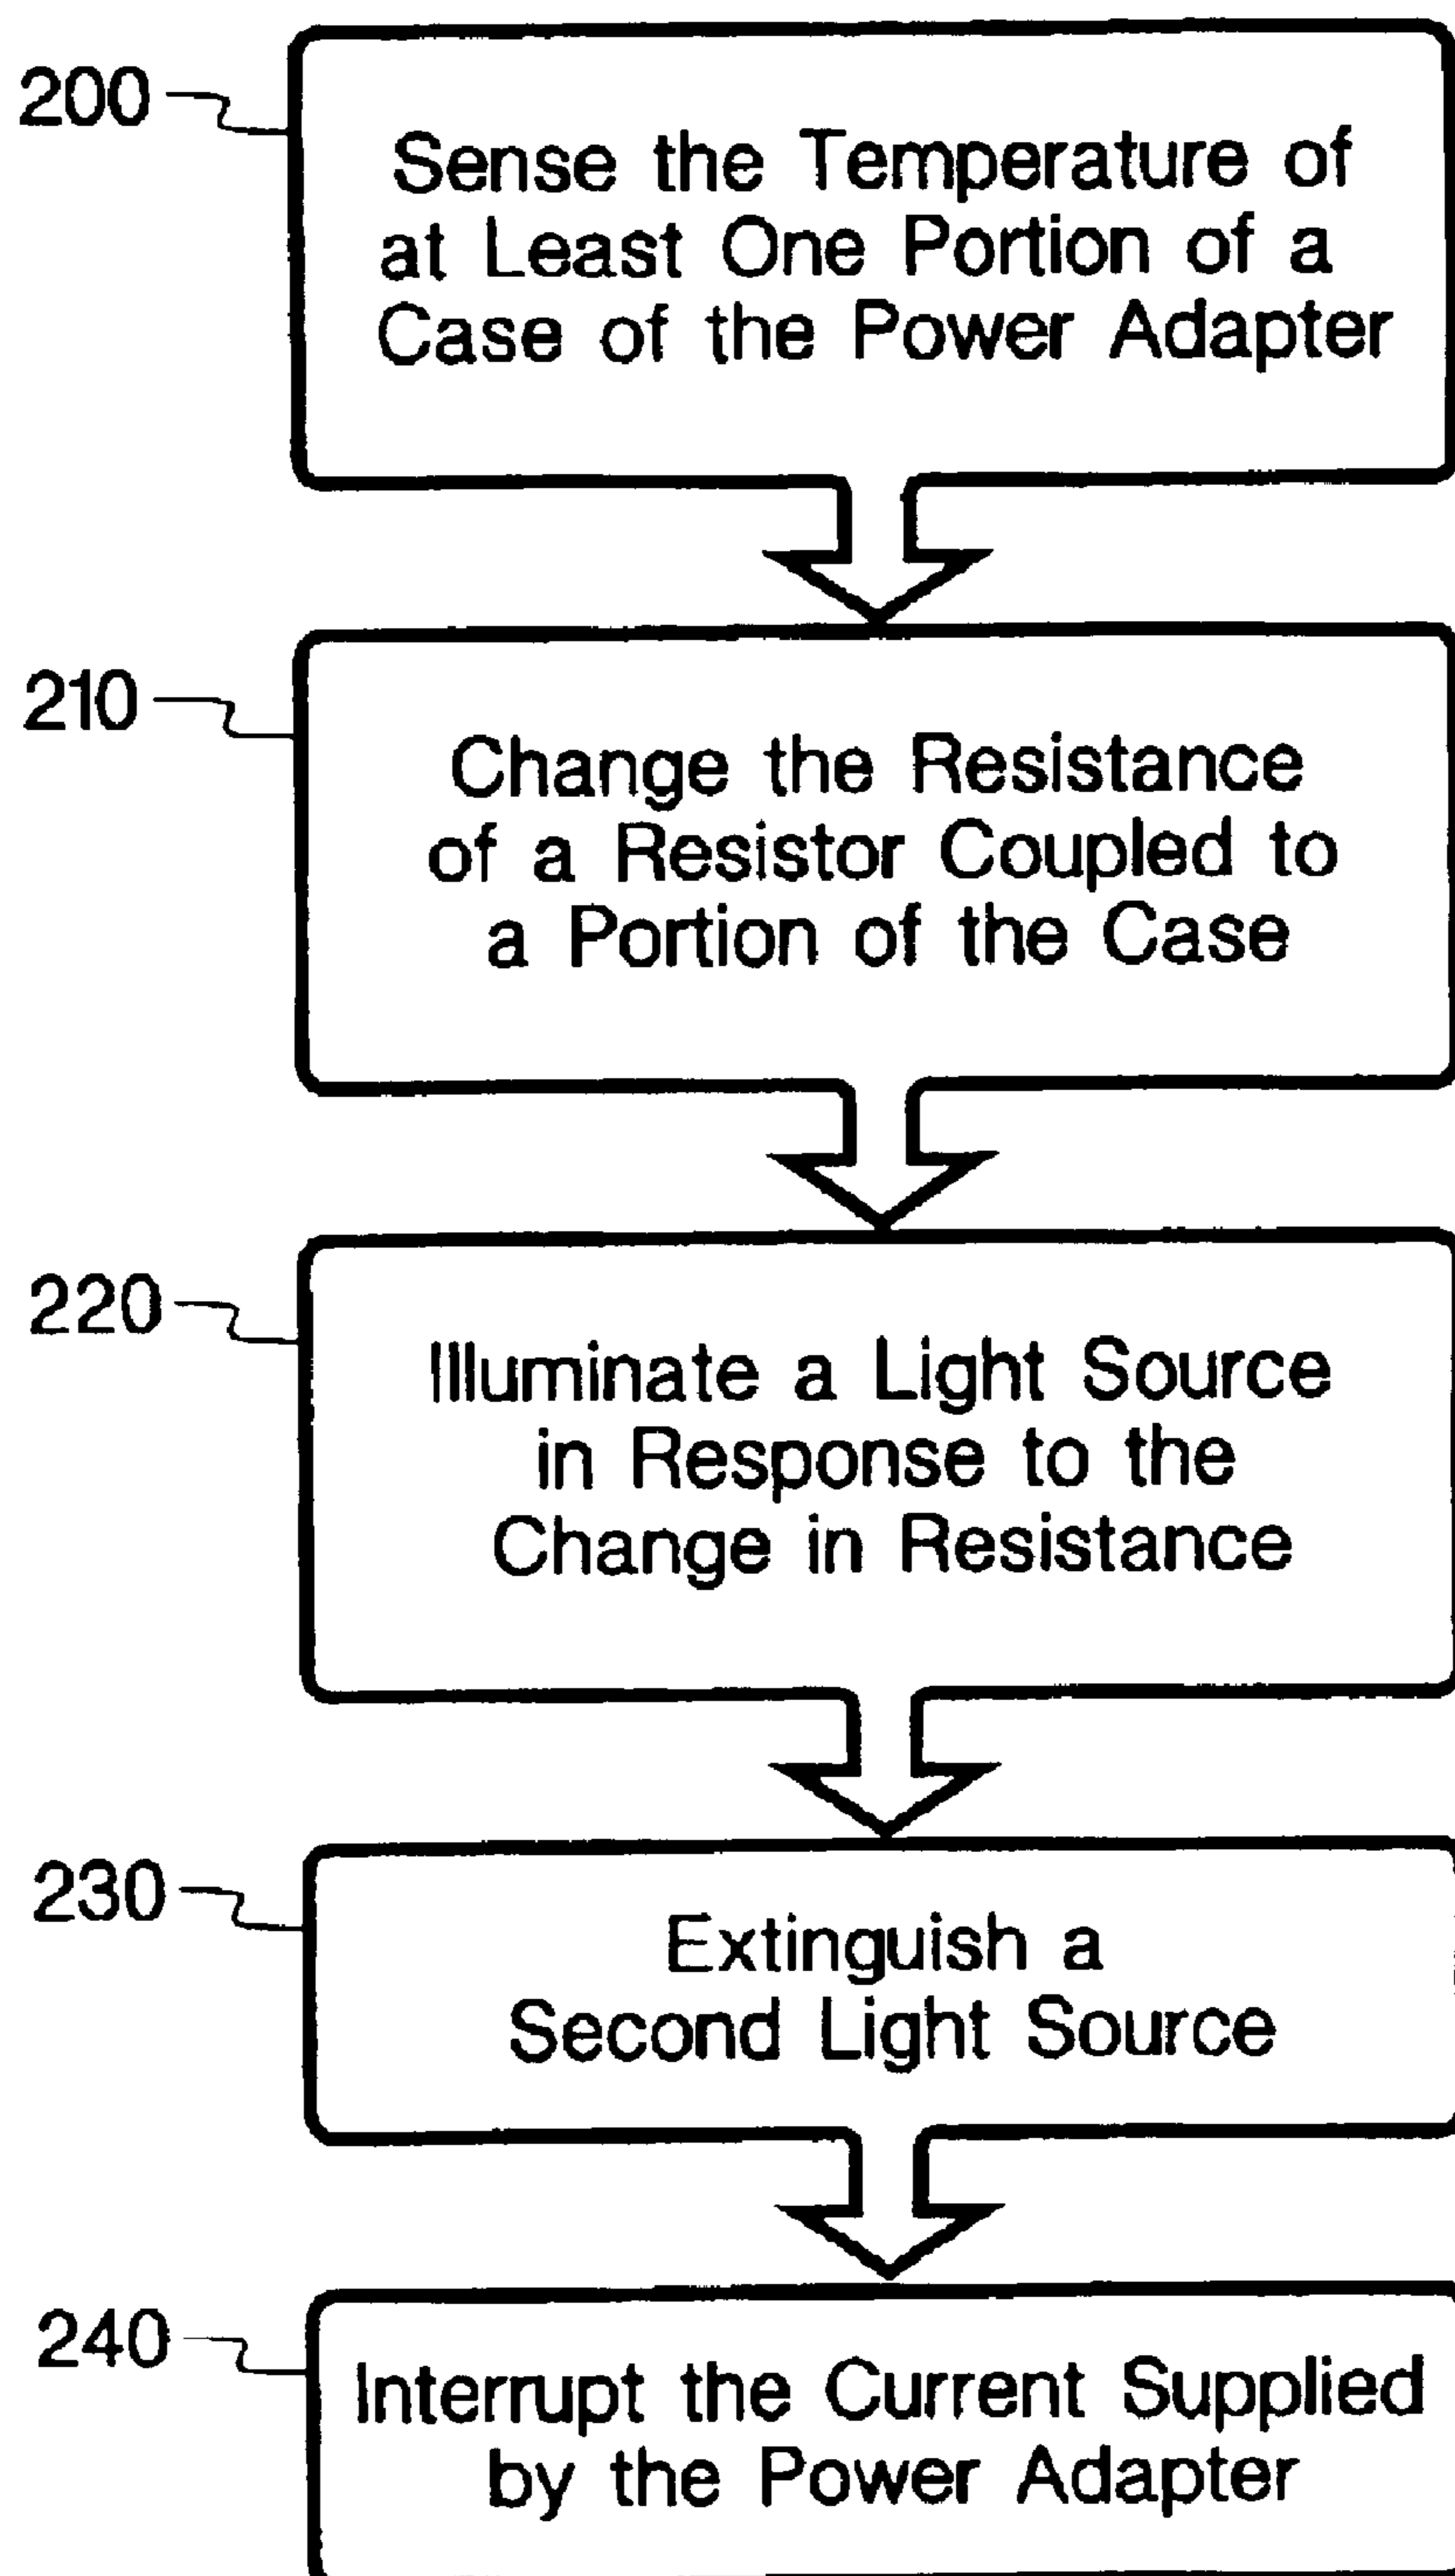 200
Sense the Temperature of
at Least One Portion of a
Case of the Power Adapter
210
Change the Resistance
of a Resistor Coupled to
a Portion of the Case
220
Illuminate a Light Source
in Response to the
Change in Resistance
230
Extinguish a
Second Light Source
240
Interrupt the Current Supplied
by the Power Adapter